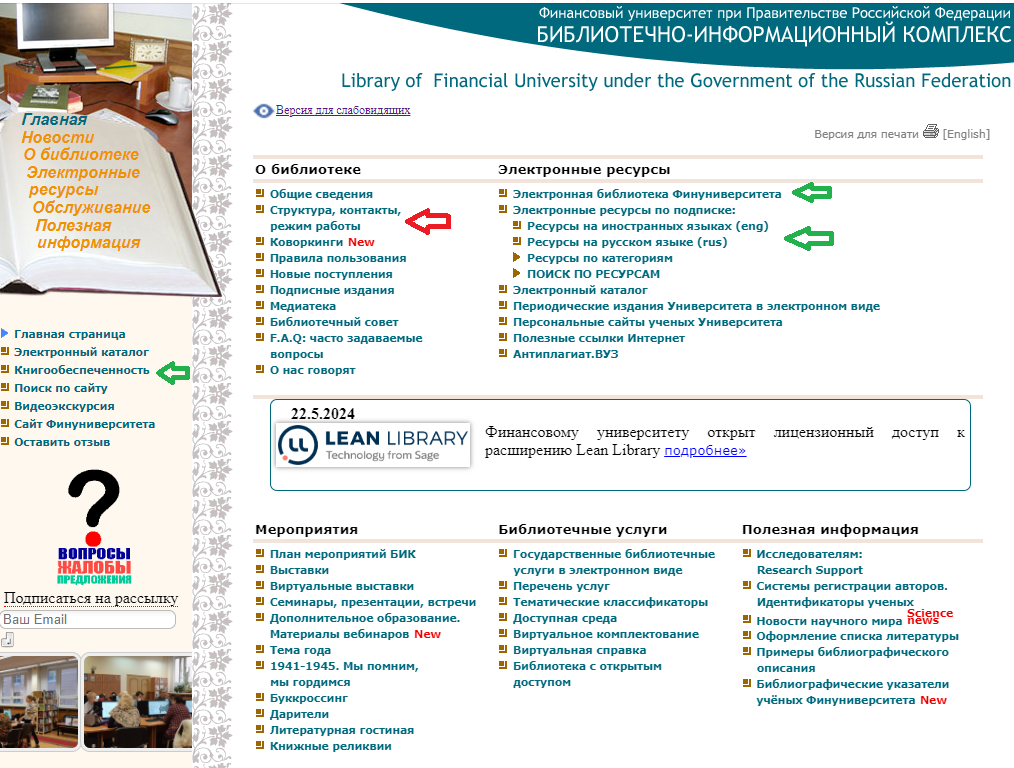 Финансовый университет при Правительстве Российской Федерации
БИБЛИОТЕЧНО-ИНФОРМАЦИОННЫЙ КОМПЛЕКС
Library of Financial University under the Government of the Russian Federation
Версия для слабовидящих
Версия для печати [English]
Главная
Новости
О библиотеке
Электронные
ресурсы
Обслуживание
Полезная
информация
Главная страница
Электронный каталог
Книгообеспеченность
Поиск по сайту
Видеоэкскурсия
Сайт Финуниверситета
Оставить отзыв
ВОПРОСЫ
ЖАЛОБЫ
ПРЕДЛОЖЕНИЯ
Подписаться на рассылку
Ваш Email
О библиотеке
Общие сведения
Структура, контакты,
режим работы
Коворкинги New
Правила пользования
Новые поступления
Подписные издания
Медиатека
Библиотечный совет
F.A.Q: часто задаваемые
вопросы
О нас говорят
Электронные ресурсы
Электронная библиотека Финуниверситета
Электронные ресурсы по подписке:
Ресурсы на иностранных языках (eng)
Ресурсы на русском языке (rus)
Ресурсы по категориям
ПОИСК ПО РЕСУРСАМ
Электронный каталог
Периодические издания Университета в электронном виде
Персональные сайты ученых Университета
Полезные ссылки Интернет
Антиплагиат.ВУЗ
22.5.2024
LEAN LIBRARY
Technology from Sage
Финансовому университету открыт лицензионный доступ к
расширению Lean Library подробнее»
Мероприятия
План мероприятий БИК
Выставки
Виртуальные выставки
Семинары, презентации, встречи
Дополнительное образование.
Материалы вебинаров New
Тема года
1941-1945. Мы помним,
мы гордимся
Буккроссинг
Дарители
Литературная гостиная
Книжные реликвии
Библиотечные услуги
Государственные библиотечные
услуги в электронном виде
Перечень услуг
Тематические классификаторы
Доступная среда
Виртуальное комплектование
Виртуальная справка
Библиотека с открытым
доступом
Полезная информация
Исследователям:
Research Support
Системы регистрации авторов.
Идентификаторы ученых
Новости научного мира Science news
Оформление списка литературы
Примеры библиографического
описания
Библиографические указатели
учёных Финуниверситета New